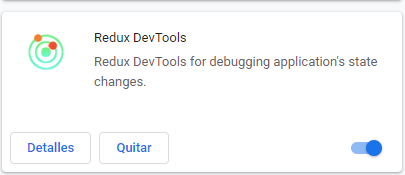 Redux DevTools
Redux DevTools for debugging application's state
changes.
Detalles
Quitar